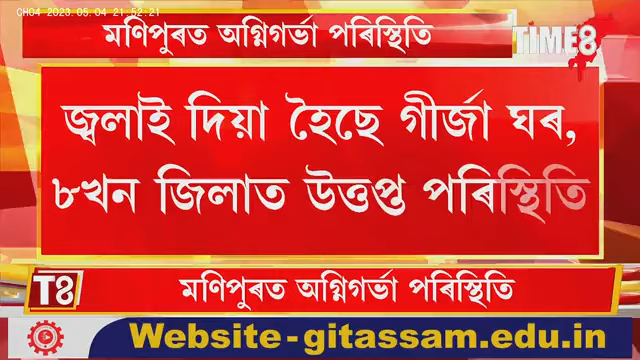 CH04 2023.05.04 21:52:21
মণিপুৰত অগ্নিগৰ্ভা পৰিস্থিতি
TIME8
জ্বলাই দিয়া হৈছে গীৰ্জা ঘৰ,
৮খন জিলাত উত্তপ্ত পৰিস্থিতি
T8
মণিপুৰত অগ্নিগৰ্ভা পৰিস্থিতি
Website-gitassam.edu.in